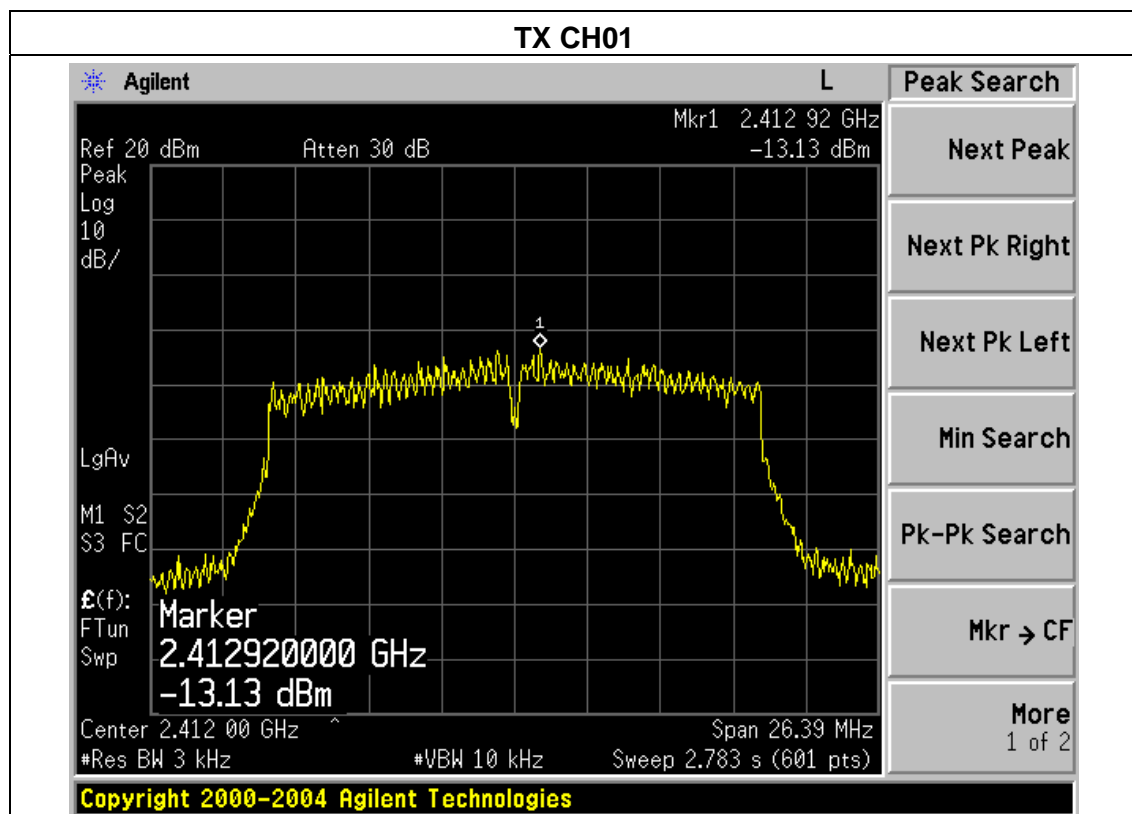 TX CH01
Agilent L Peak Search
Mkr1 2.412 92 GHz
Ref 20 dBm Atten 30 dB -13.13 dBm
Peak
Log
10
dB/
1
LgAv
M1 S2
S3 FC
£(f):
FTun
Swp
Marker
2.412920000 GHz
-13.13 dBm
Center 2.412 00 GHz ^ Span 26.39 MHz
#Res BW 3 kHz #VBW 10 kHz Sweep 2.783 s (601 pts)
Next Peak
Next Pk Right
Next Pk Left
Min Search
Pk-Pk Search
Mkr → CF
More
1 of 2
Copyright 2000-2004 Agilent Technologies